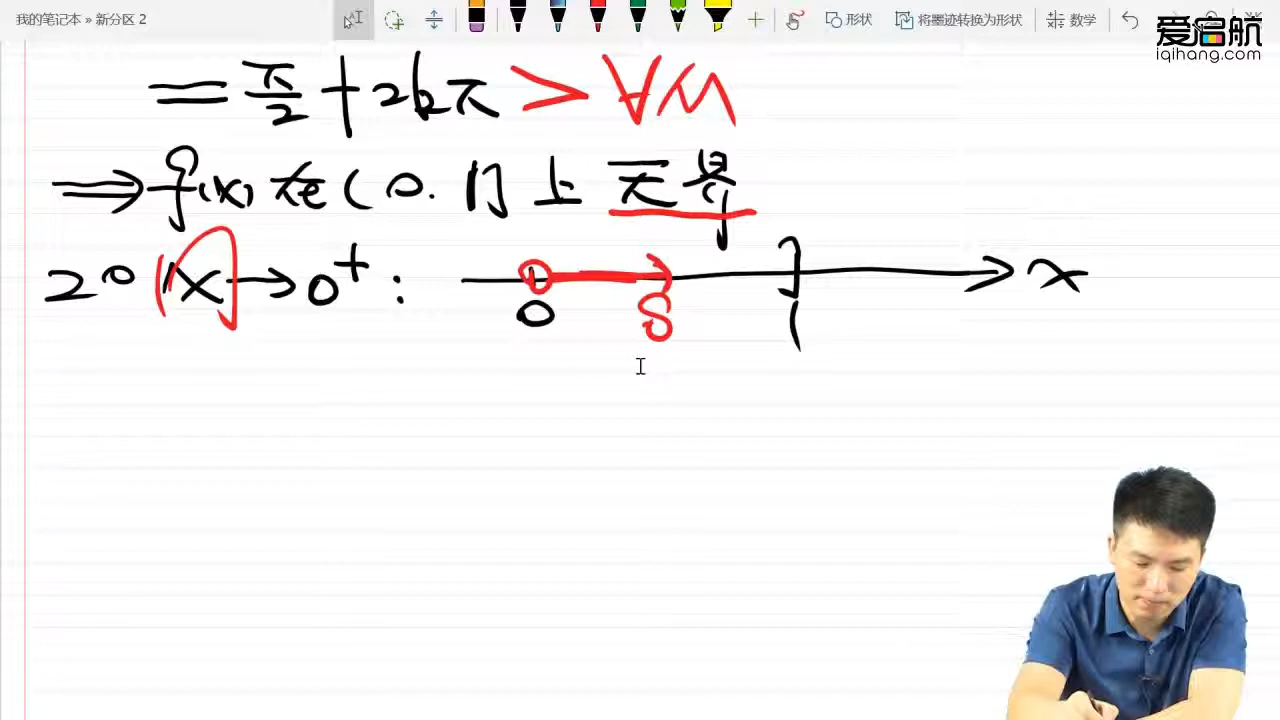 我的笔记本 » 新分区 2
形状 将墨迹转换为形状 数学
爱启航
iqihang.com
= π/2 + 2kπ > ∀M
⇒ f(x) 在 (0,1] 上 无界
2° x → 0⁺ :
0 δ 1 x